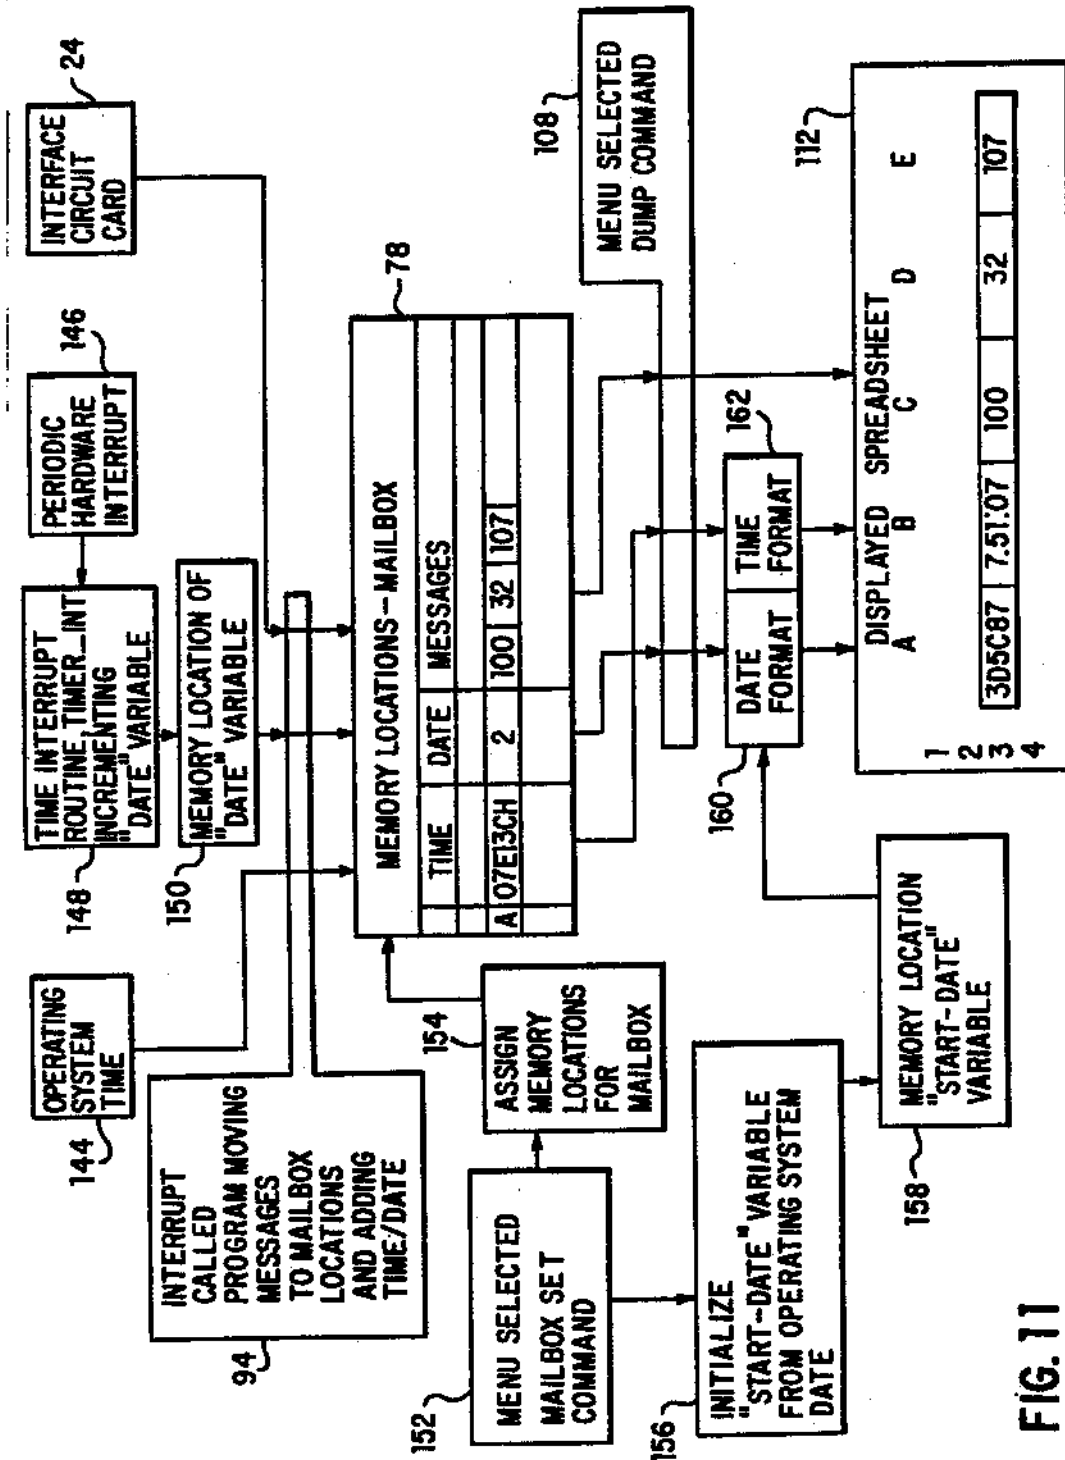 OPERATING
SYSTEM
TIME
144
TIME INTERRUPT
ROUTINE, TIMER_INT
INCREMENTING
"DATE" VARIABLE
148
PERIODIC
HARDWARE
INTERRUPT
146
INTERFACE
CIRCUIT
CARD
24
MEMORY LOCATION OF
"DATE" VARIABLE
150
INTERRUPT
CALLED
PROGRAM MOVING
MESSAGES
TO MAILBOX
LOCATIONS
AND ADDING
TIME/DATE
94
MEMORY LOCATIONS-MAILBOX
78
TIME DATE MESSAGES
A 07E13CH 2 100 32 107
ASSIGN
MEMORY
LOCATIONS
FOR
MAILBOX
154
MENU SELECTED
MAILBOX SET
COMMAND
152
MENU SELECTED
DUMP COMMAND
108
INITIALIZE
"START-DATE" VARIABLE
FROM OPERATING SYSTEM
DATE
156
DATE
FORMAT
160
TIME
FORMAT
162
MEMORY LOCATION
"START-DATE"
VARIABLE
158
DISPLAYED SPREADSHEET
112
A B C D E
1
2
3
4
3D5C87 7.51:07 100 32 107
FIG. 11